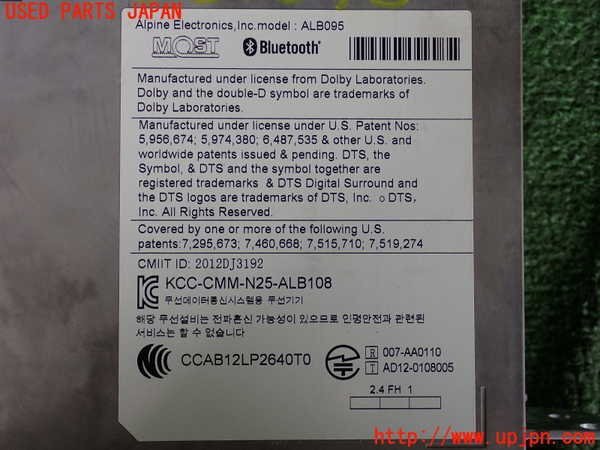 USED PARTS JAPAN
IN JAPAN
Alpine Electronics,Inc.model : ALB095
MOST
Bluetooth®
Manufactured under license from Dolby Laboratories.
Dolby and the double-D symbol are trademarks of
Dolby Laboratories.
Manufactured under license under U.S. Patent Nos:
5,956,674; 5,974,380; 6,487,535 & other U.S. and
worldwide patents issued & pending. DTS, the
Symbol, & DTS and the symbol together are
registered trademarks & DTS Digital Surround and
the DTS logos are trademarks of DTS, Inc. ○DTS,
Inc. All Rights Reserved.
Covered by one or more of the following U.S.
patents:7,295,673; 7,460,668; 7,515,710; 7,519,274
CMIIT ID: 2012DJ3192
KCC-CMM-N25-ALB108
무선데이터통신시스템용 무선기기
해당 무선설비는 전파혼신 가능성이 있으므로 인명안전과 관련된
서비스는 할 수 없음
CCAB12LP2640T0
R 007-AA0110
T AD12-0108005
2.4 FH 1
http://www.upjpn.com/